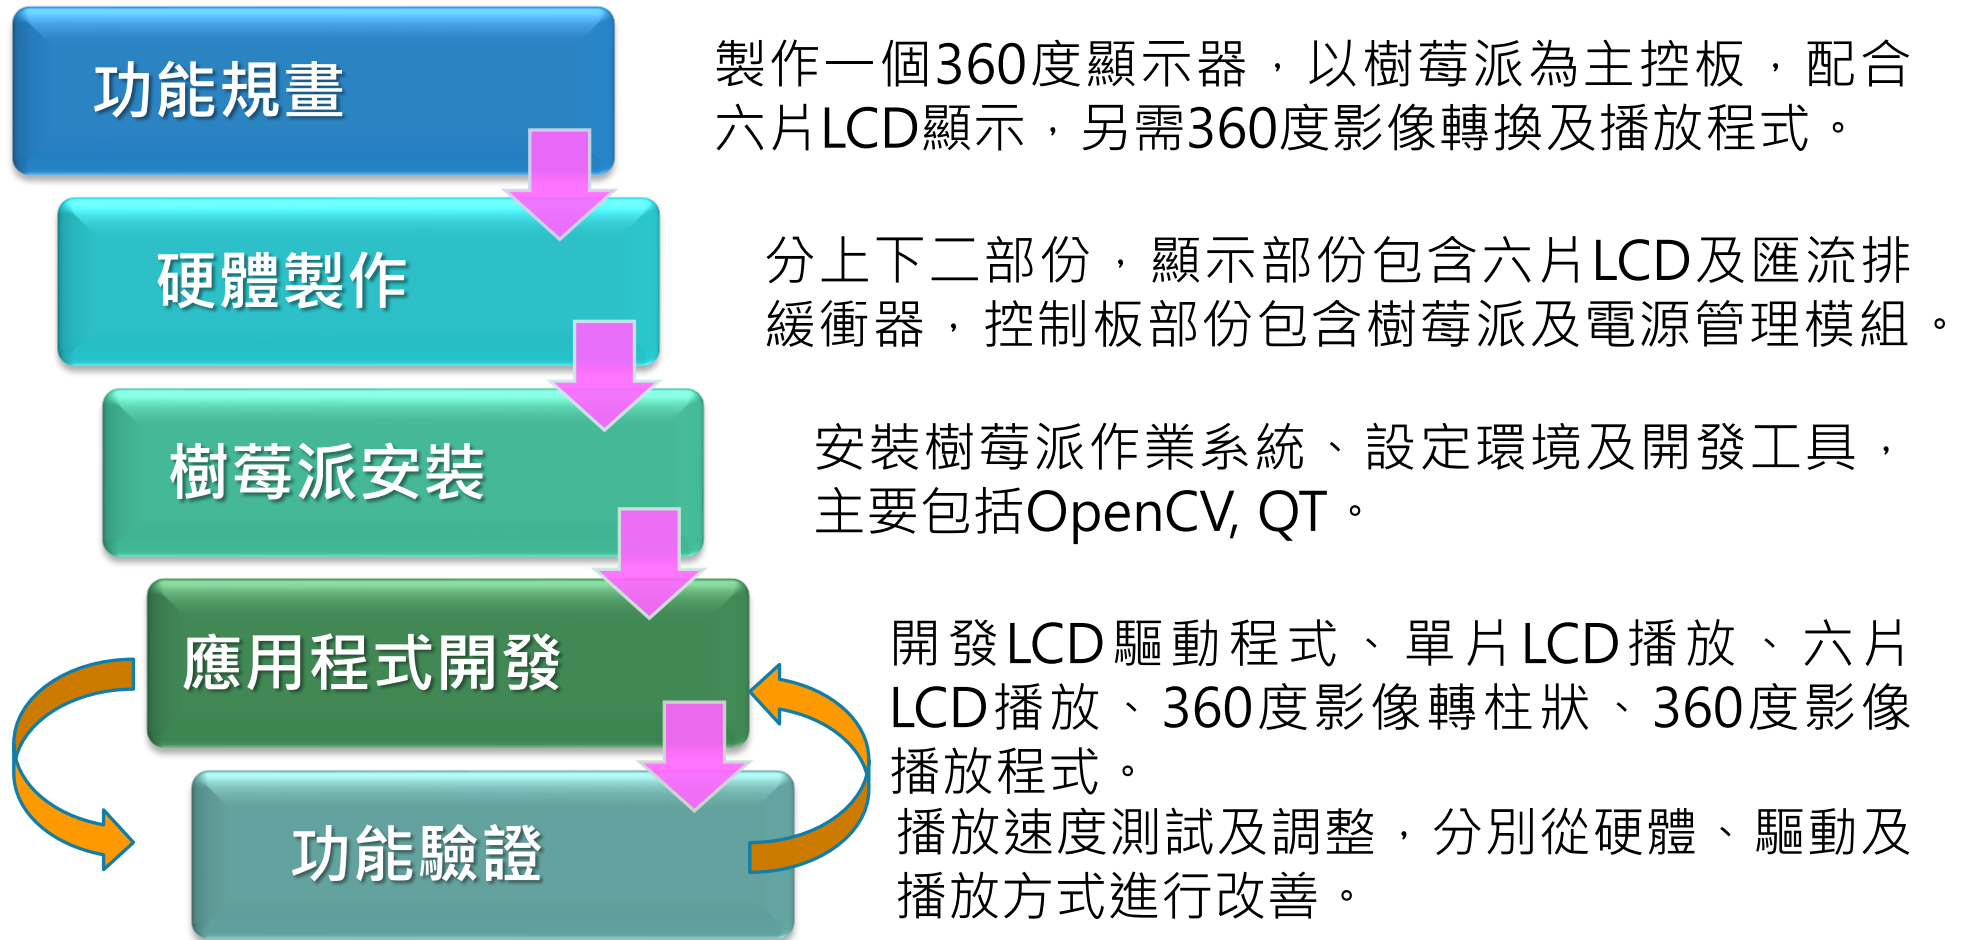 功能規畫
製作一個360度顯示器，以樹莓派為主控板，配合
六片LCD顯示，另需360度影像轉換及播放程式。
硬體製作
分上下二部份，顯示部份包含六片LCD及匯流排
緩衝器，控制板部份包含樹莓派及電源管理模組。
樹莓派安裝
安裝樹莓派作業系統、設定環境及開發工具，
主要包括OpenCV, QT。
應用程式開發
開發LCD驅動程式、單片LCD播放、六片
LCD播放、360度影像轉柱狀、360度影像
播放程式。
功能驗證
播放速度測試及調整，分別從硬體、驅動及
播放方式進行改善。